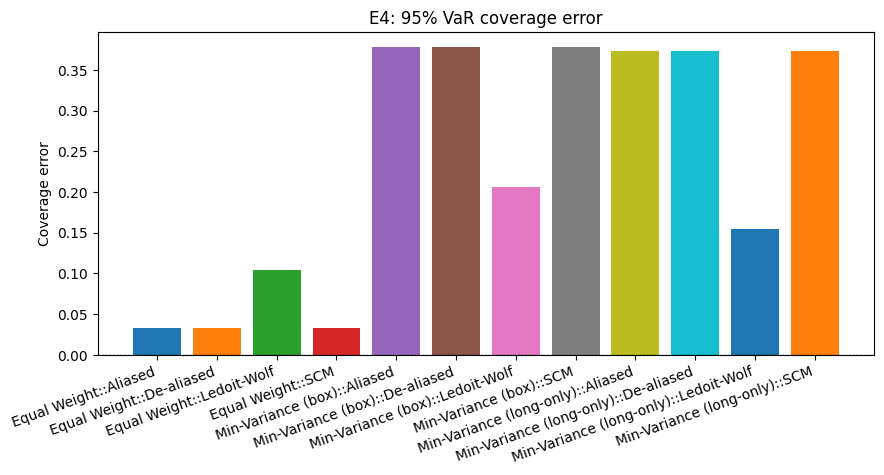 E4: 95% VaR coverage error
Coverage error
0.35
0.30
0.25
0.20
0.15
0.10
0.05
0.00
Equal Weight::Aliased
Equal Weight::De-aliased
Equal Weight::Ledoit-Wolf
Equal Weight::SCM
Min-Variance (box)::Aliased
Min-Variance (box)::De-aliased
Min-Variance (box)::Ledoit-Wolf
Min-Variance (box)::SCM
Min-Variance (long-only)::Aliased
Min-Variance (long-only)::De-aliased
Min-Variance (long-only)::Ledoit-Wolf
Min-Variance (long-only)::SCM